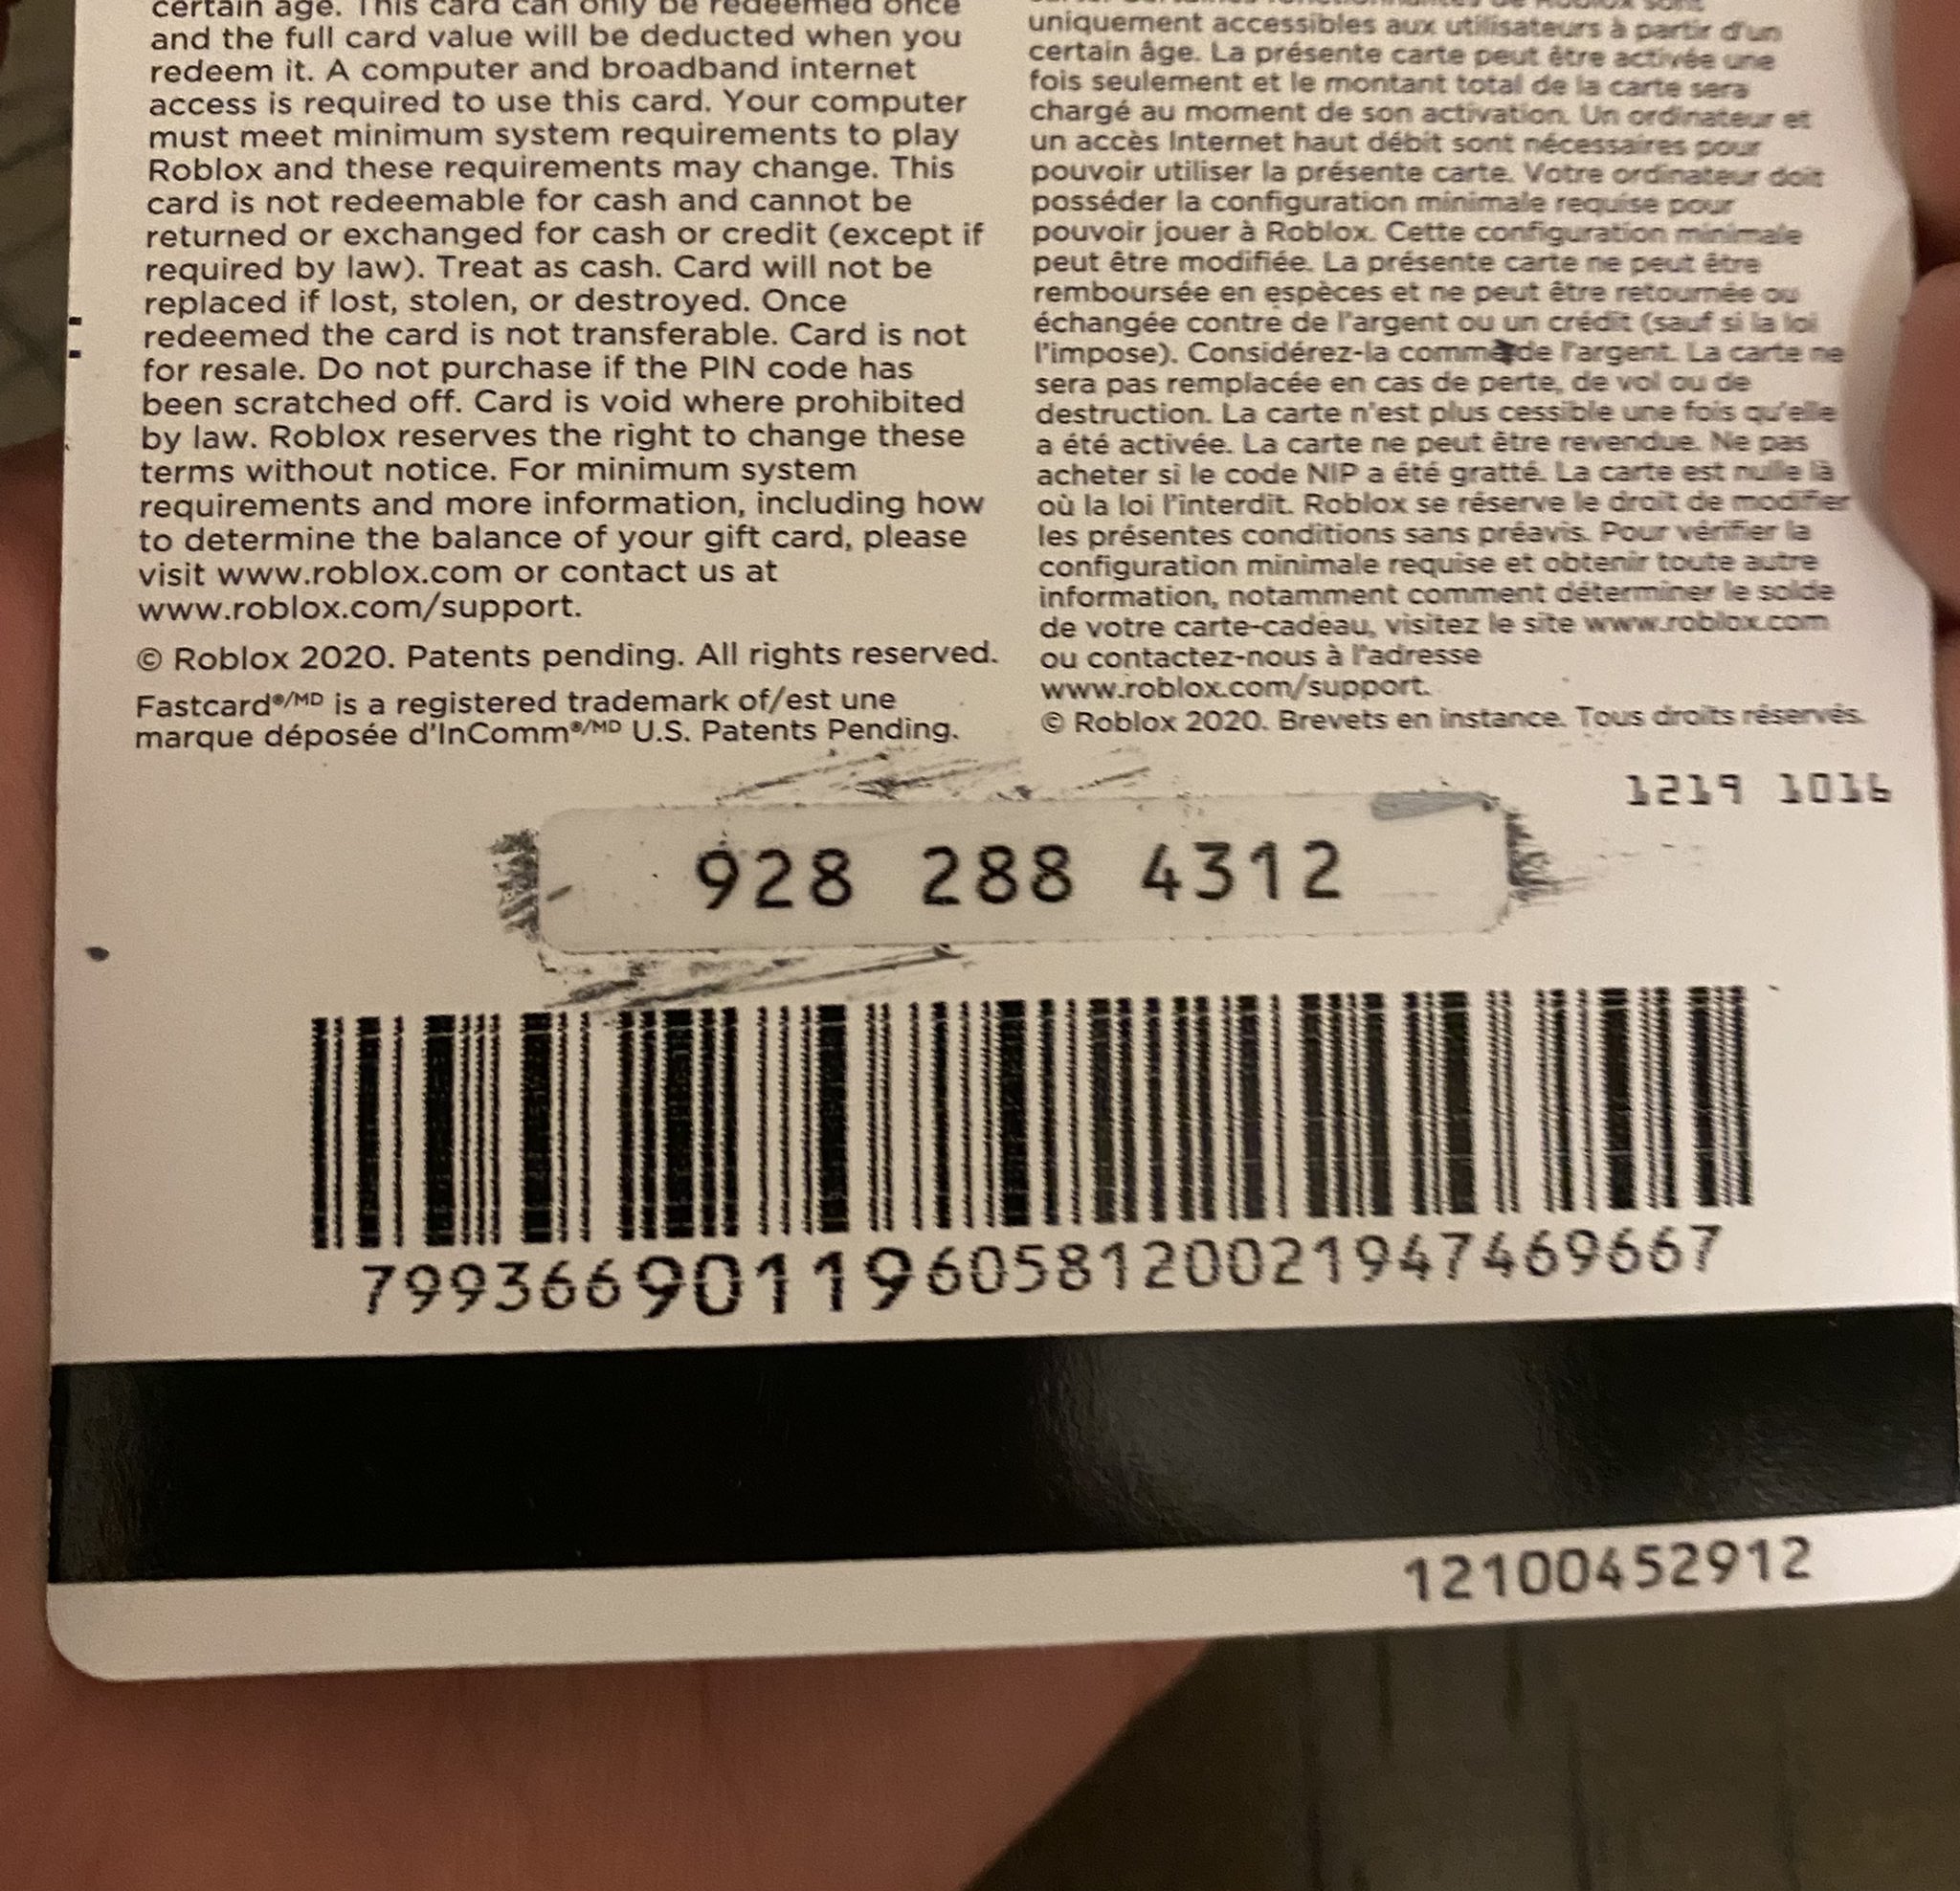 certain age. This card can only be redeemed once
and the full card value will be deducted when you
redeem it. A computer and broadband internet
access is required to use this card. Your computer
must meet minimum system requirements to play
Roblox and these requirements may change. This
card is not redeemable for cash and cannot be
returned or exchanged for cash or credit (except if
required by law). Treat as cash. Card will not be
replaced if lost, stolen, or destroyed. Once
redeemed the card is not transferable. Card is not
for resale. Do not purchase if the PIN code has
been scratched off. Card is void where prohibited
by law. Roblox reserves the right to change these
terms without notice. For minimum system
requirements and more information, including how
to determine the balance of your gift card, please
visit www.roblox.com or contact us at
www.roblox.com/support.
© Roblox 2020. Patents pending. All rights reserved.
Fastcard®/MD is a registered trademark of/est une
marque déposée d'InComm®/MD U.S. Patents Pending.
uniquement accessibles aux utilisateurs à partir d'un
certain âge. La présente carte peut être activée une
fois seulement et le montant total de la carte sera
chargé au moment de son activation. Un ordinateur et
un accès Internet haut débit sont nécessaires pour
pouvoir utiliser la présente carte. Votre ordinateur doit
posséder la configuration minimale requise pour
pouvoir jouer à Roblox. Cette configuration minimale
peut être modifiée. La présente carte ne peut être
remboursée en espèces et ne peut être retournée ou
échangée contre de l'argent ou un crédit (sauf si la loi
l'impose). Considérez-la comme de l'argent. La carte ne
sera pas remplacée en cas de perte, de vol ou de
destruction. La carte n'est plus cessible une fois qu'elle
a été activée. La carte ne peut être revendue. Ne pas
acheter si le code NIP a été gratté. La carte est nulle là
où la loi l'interdit. Roblox se réserve le droit de modifier
les présentes conditions sans préavis. Pour vérifier la
configuration minimale requise et obtenir toute autre
information, notamment comment déterminer le solde
de votre carte-cadeau, visitez le site www.roblox.com
ou contactez-nous à l'adresse
www.roblox.com/support.
© Roblox 2020. Brevets en instance. Tous droits réservés.
1219 1016
928 288 4312
799366901196058120021947469667
12100452912